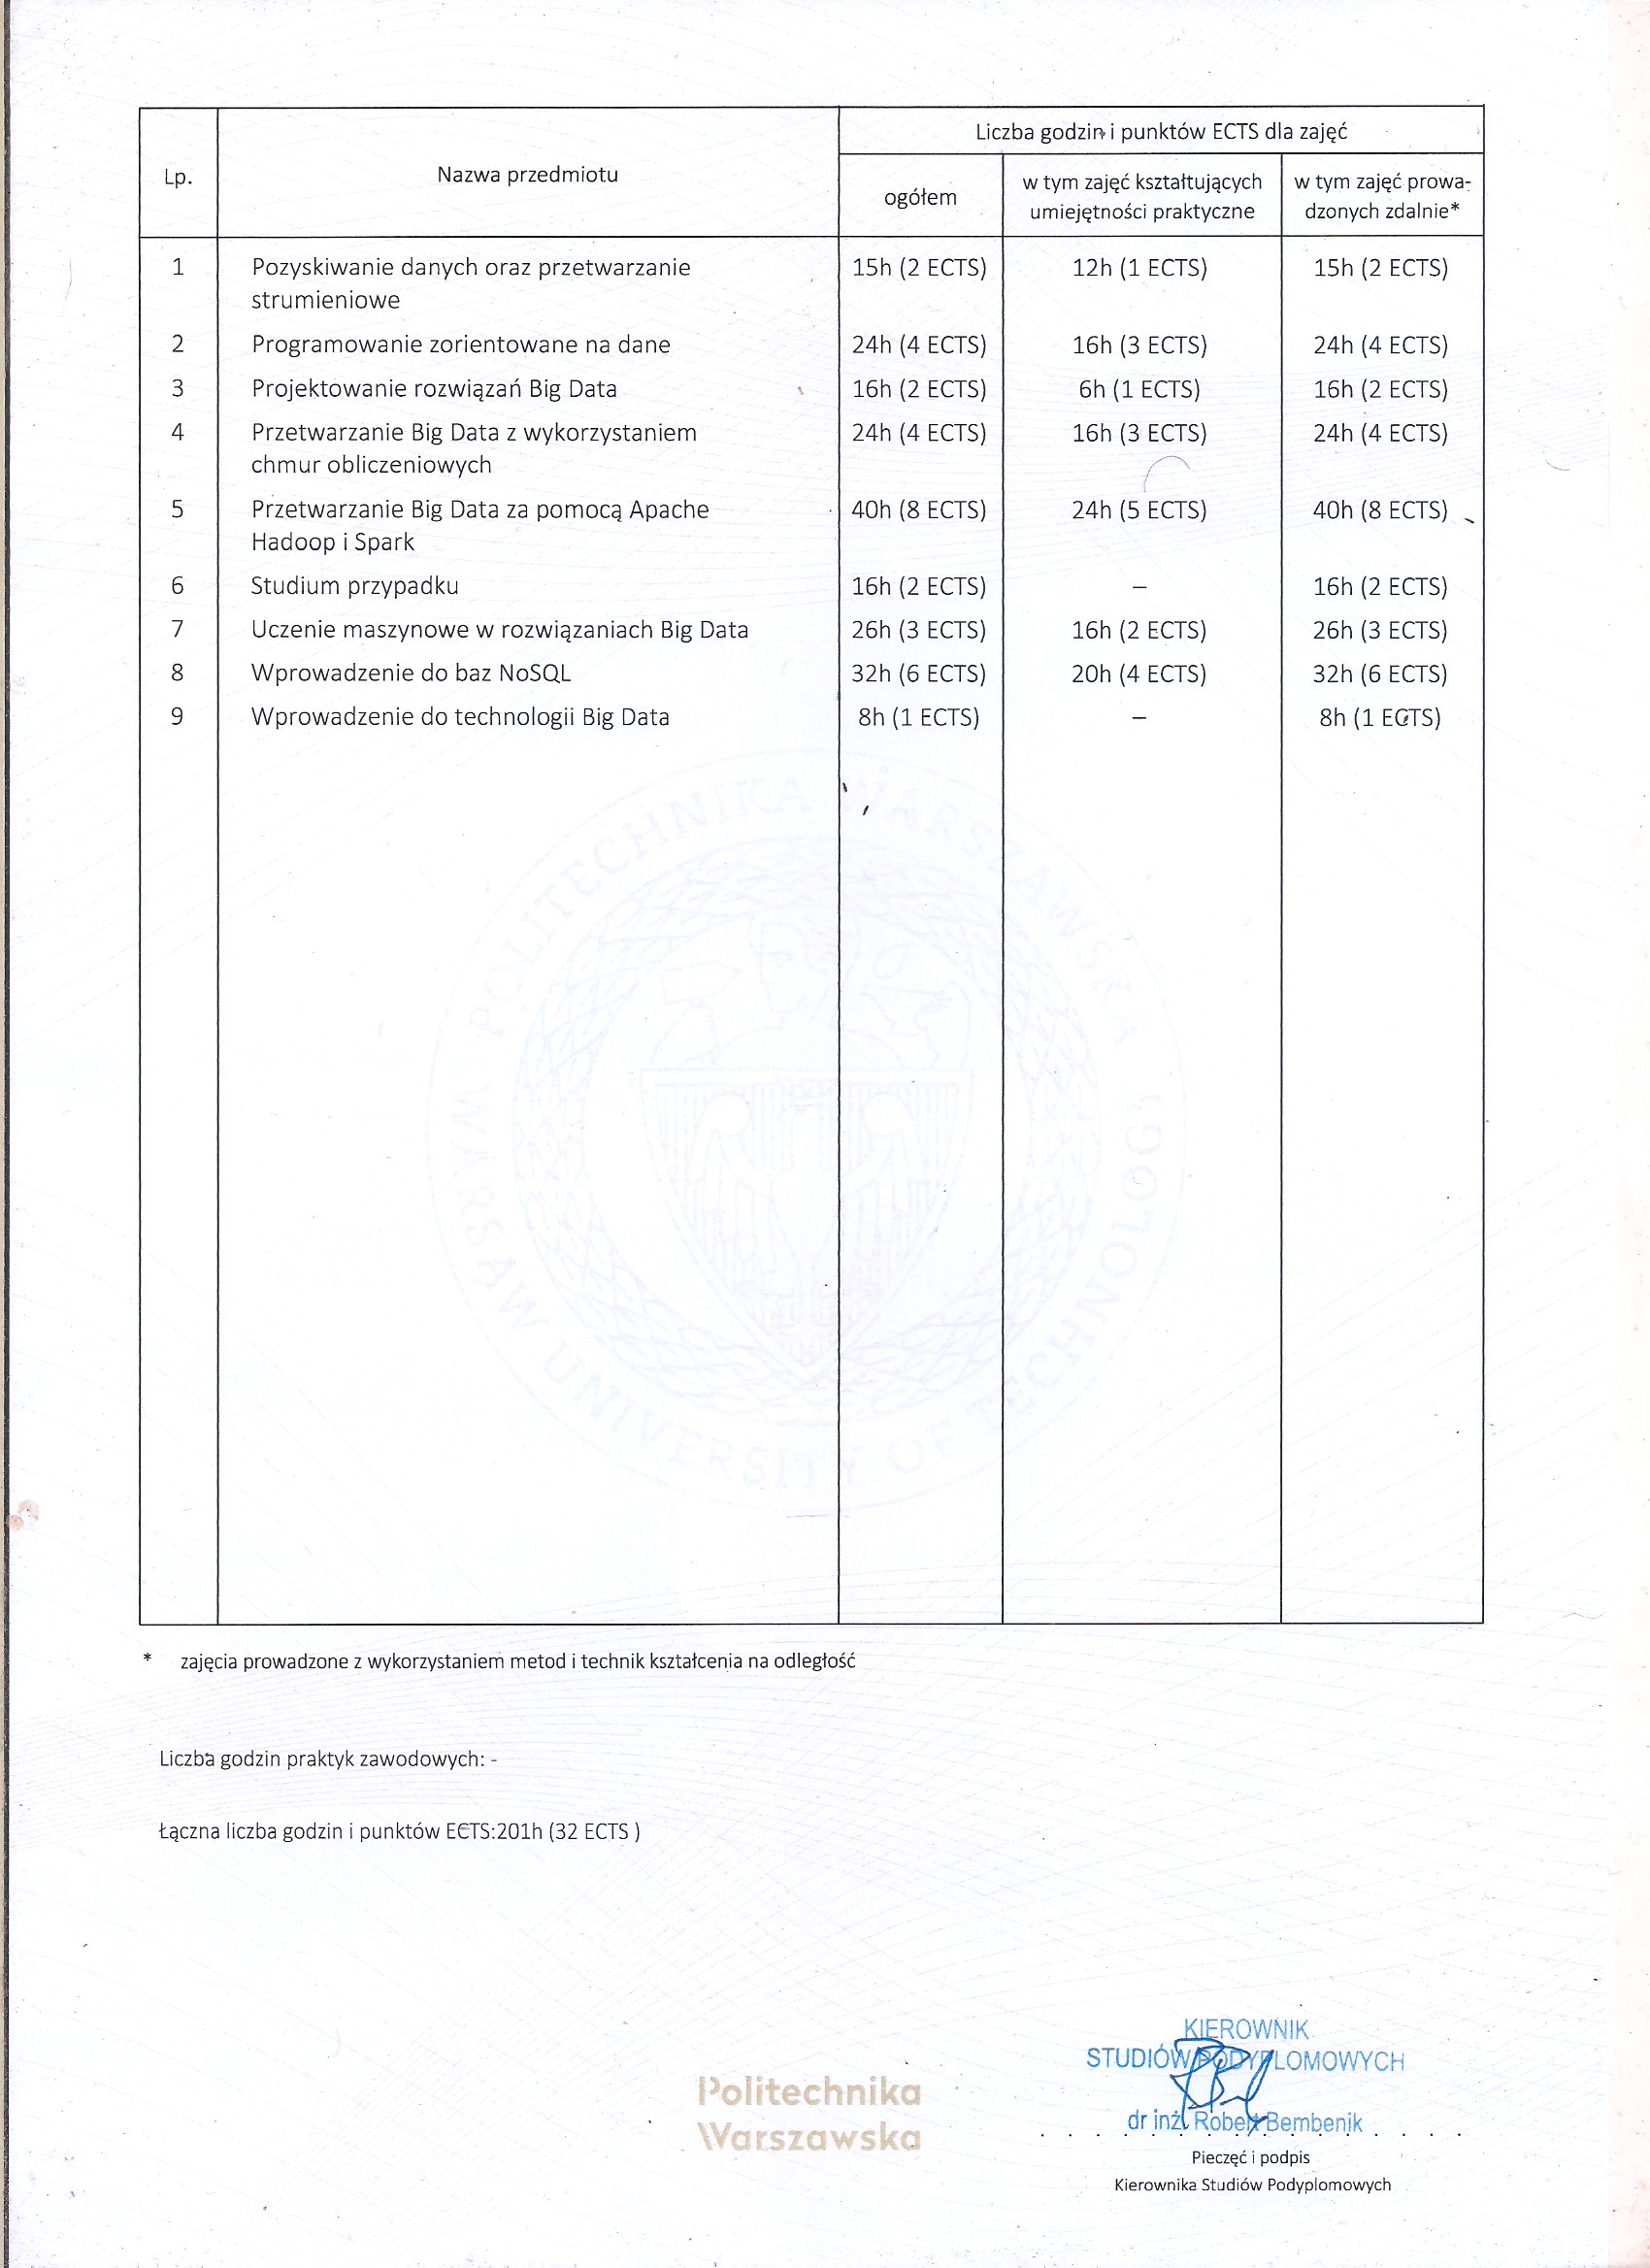 Liczba godzin i punktów ECTS dla zajęć
Lp.
Nazwa przedmiotu
ogółem
w tym zajęć kształtujących
umiejętności praktyczne
w tym zajęć prowa-
dzonych zdalnie*
1 Pozyskiwanie danych oraz przetwarzanie 15h (2 ECTS) 12h (1 ECTS) 15h (2 ECTS)
strumieniowe
2 Programowanie zorientowane na dane 24h (4 ECTS) 16h (3 ECTS) 24h (4 ECTS)
3 Projektowanie rozwiązań Big Data 16h (2 ECTS) 6h (1 ECTS) 16h (2 ECTS)
4 Przetwarzanie Big Data z wykorzystaniem 24h (4 ECTS) 16h (3 ECTS) 24h (4 ECTS)
chmur obliczeniowych
5 Przetwarzanie Big Data za pomocą Apache 40h (8 ECTS) 24h (5 ECTS) 40h (8 ECTS)
Hadoop i Spark
6 Studium przypadku 16h (2 ECTS) – 16h (2 ECTS)
7 Uczenie maszynowe w rozwiązaniach Big Data 26h (3 ECTS) 16h (2 ECTS) 26h (3 ECTS)
8 Wprowadzenie do baz NoSQL 32h (6 ECTS) 20h (4 ECTS) 32h (6 ECTS)
9 Wprowadzenie do technologii Big Data 8h (1 ECTS) – 8h (1 ECTS)
POLITECHNIKA WARSZAWSKA
WARSAW UNIVERSITY OF TECHNOLOGY
* zajęcia prowadzone z wykorzystaniem metod i technik kształcenia na odległość
Liczba godzin praktyk zawodowych: -
Łączna liczba godzin i punktów ECTS:201h (32 ECTS )
KIEROWNIK
STUDIÓW PODYPLOMOWYCH
dr inż. Robert Bembenik
Politechnika
Warszawska
Pieczęć i podpis
Kierownika Studiów Podyplomowych